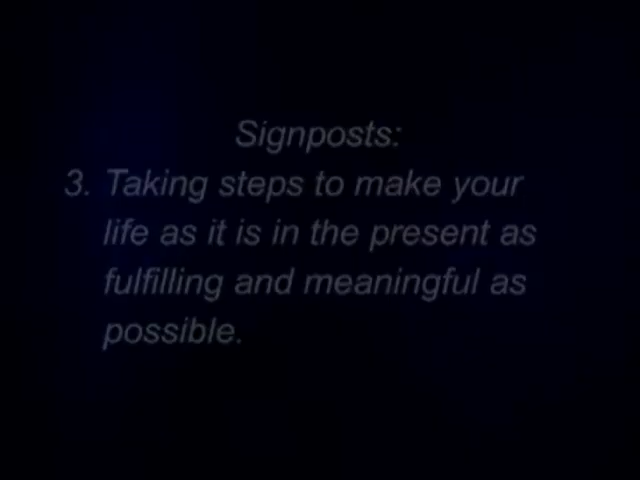 Signposts:
3. Taking steps to make your
life as it is in the present as
fulfilling and meaningful as
possible.